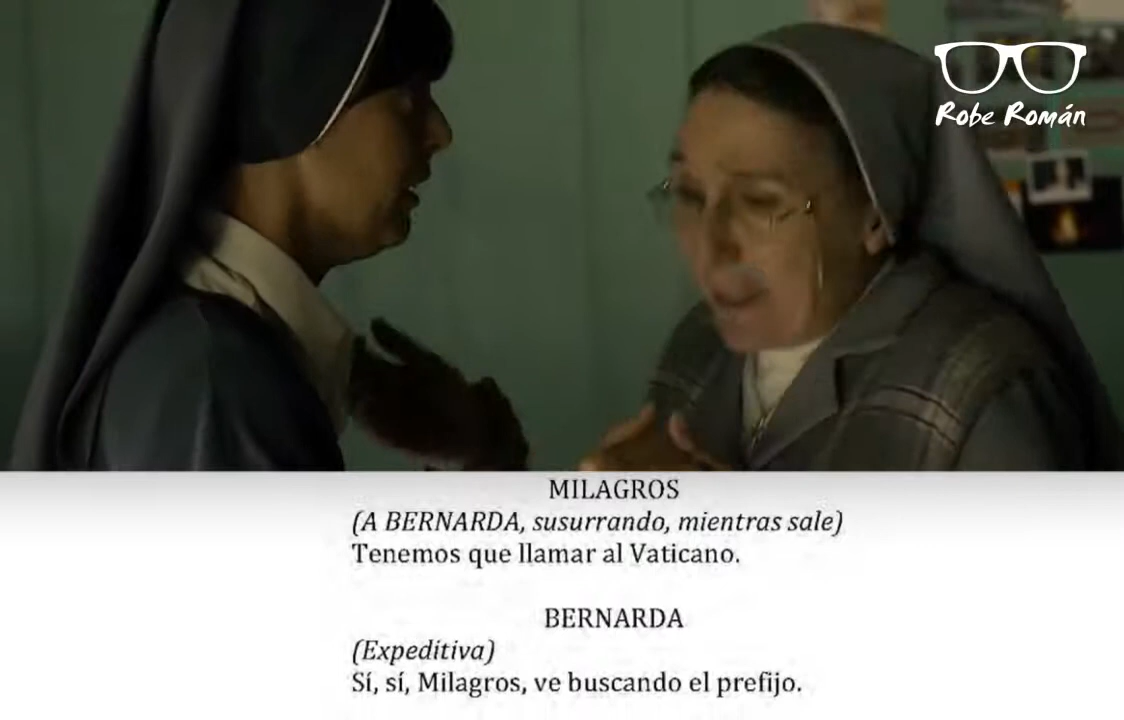 Robe Román
MILAGROS
(A BERNARDA, susurrando, mientras sale)
Tenemos que llamar al Vaticano.
BERNARDA
(Expeditiva)
Sí, sí, Milagros, ve buscando el prefijo.